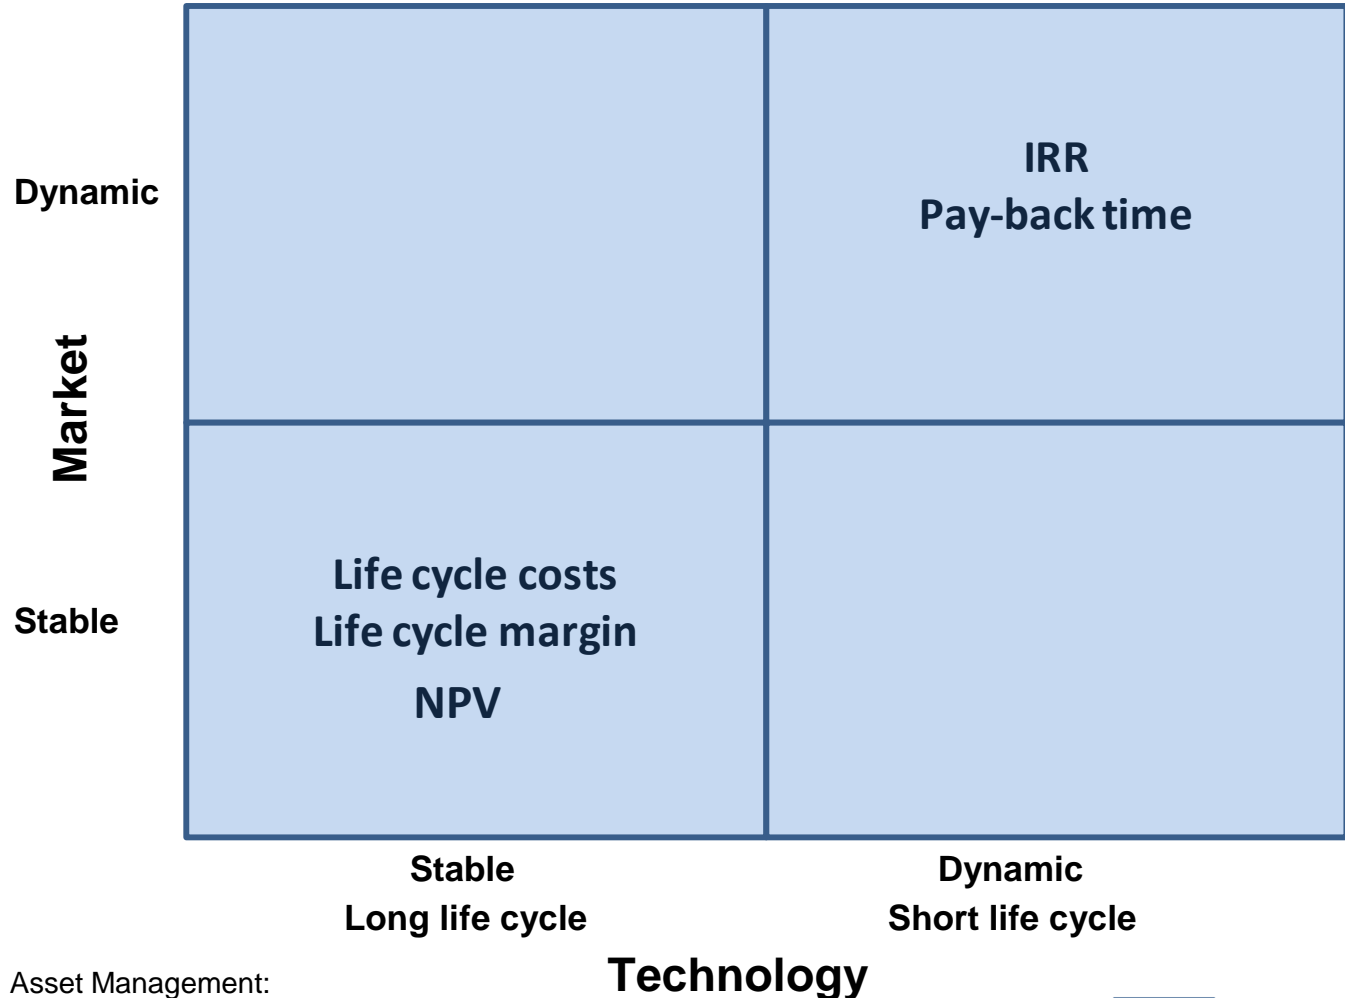 IRR
Dynamic
Pay-back time
Market
Life cycle costs
Stable
Life cycle margin
NPV
Stable
Dynamic
Long life cycle
Short life cycle
Technology
Asset Management: